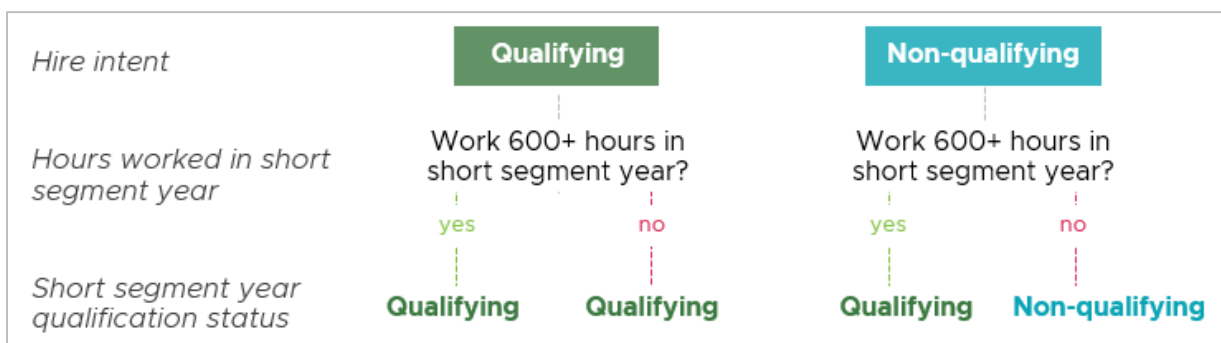 Hire intent
Qualifying
Non-qualifying
Hours worked in short
segment year
Work 600+ hours in
short segment year?
Work 600+ hours in
short segment year?
yes
no
yes
no
Short segment year
qualification status
Qualifying
Qualifying
Qualifying
Non-qualifying